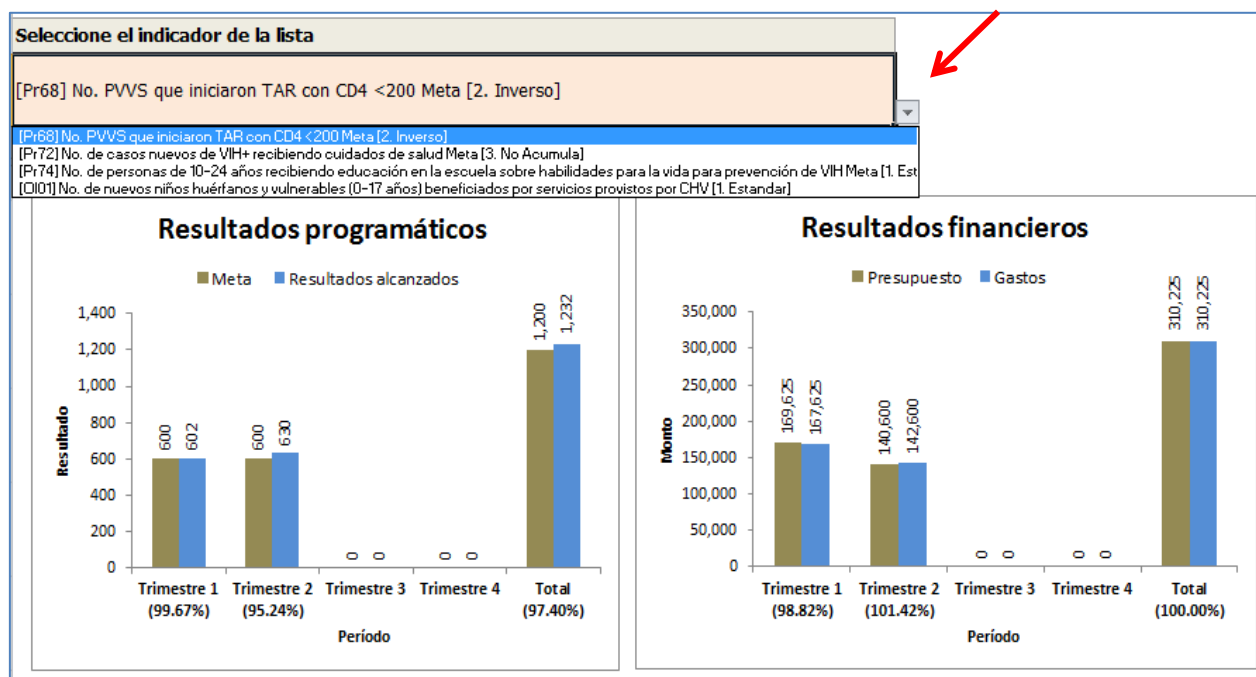 Seleccione el indicador de la lista
[Pr68] No. PVVS que iniciaron TAR con CD4 <200 Meta [2. Inverso]
[Pr68] No. PVVS que iniciaron TAR con CD4 <200 Meta [2. Inverso]
[Pr72] No. de casos nuevos de VIH+ recibiendo cuidados de salud Meta [3. No Acumula]
[Pr74] No. de personas de 10-24 años recibiendo educación en la escuela sobre habilidades para la vida para prevención de VIH Meta [1. Est
[OI01] No. de nuevos niños huérfanos y vulnerables (0-17 años) beneficiados por servicios provistos por CHV [1. Estandar]
Resultados programáticos
Meta Resultados alcanzados
1,400
1,200
1,000
800
600
400
200
0
Resultado
600 602
600 630
0 0
0 0
1,200 1,232
Trimestre 1 Trimestre 2 Trimestre 3 Trimestre 4 Total
(99.67%) (95.24%) (97.40%)
Período
Resultados financieros
Presupuesto Gastos
350,000
300,000
250,000
200,000
150,000
100,000
50,000
0
Monto
169,625 167,625
140,600 142,600
0 0
0 0
310,225 310,225
Trimestre 1 Trimestre 2 Trimestre 3 Trimestre 4 Total
(98.82%) (101.42%) (100.00%)
Período